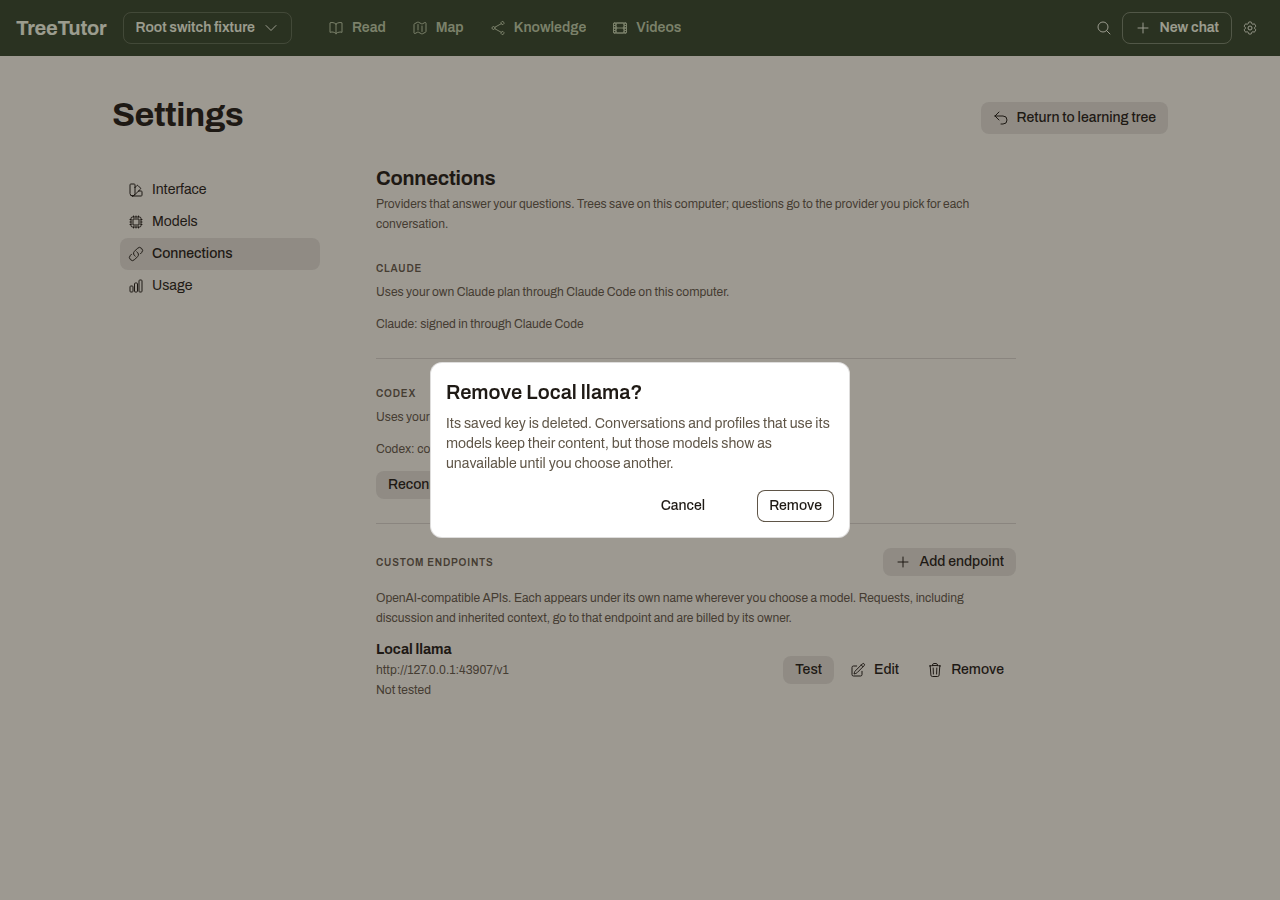 TreeTutor
Root switch fixture
Read
Map
Knowledge
Videos
New chat
Settings
Return to learning tree
Interface
Models
Connections
Usage
Connections
Providers that answer your questions. Trees save on this computer; questions go to the provider you pick for each
conversation.
CLAUDE
Uses your own Claude plan through Claude Code on this computer.
Claude: signed in through Claude Code
CODEX
Uses your
Codex: co
Recon
Remove Local llama?
Its saved key is deleted. Conversations and profiles that use its
models keep their content, but those models show as
unavailable until you choose another.
Cancel
Remove
CUSTOM ENDPOINTS
Add endpoint
OpenAI-compatible APIs. Each appears under its own name wherever you choose a model. Requests, including
discussion and inherited context, go to that endpoint and are billed by its owner.
Local llama
http://127.0.0.1:43907/v1
Not tested
Test
Edit
Remove